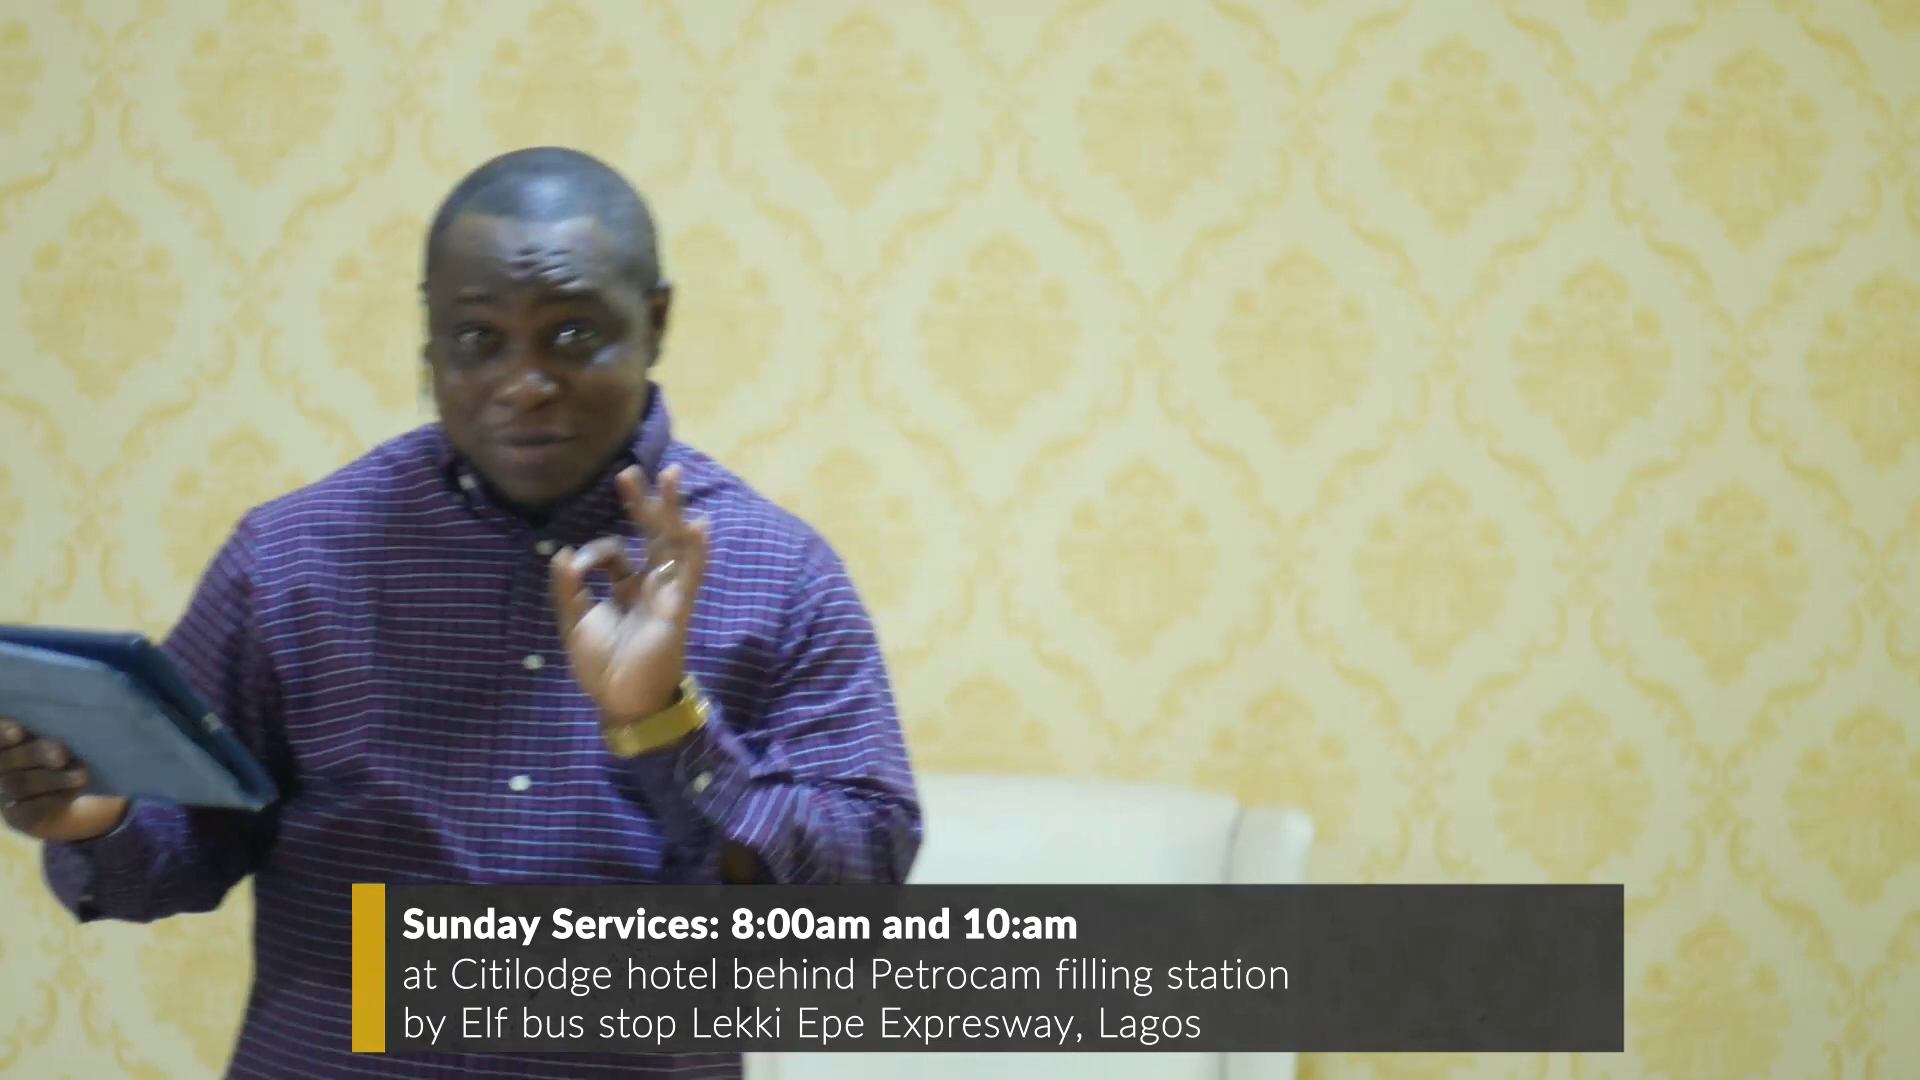 Sunday Services: 8:00am and 10:am
at Citilodge hotel behind Petrocam filling station
by Elf bus stop Lekki Epe Expresway, Lagos